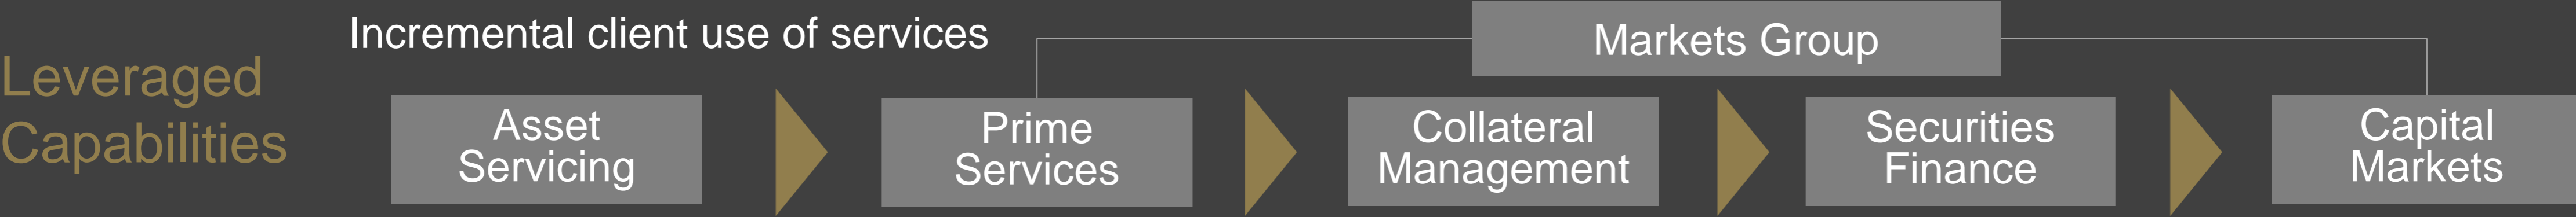 Leveraged
Capabilities
Incremental client use of services
Markets Group
Asset
Servicing
Prime
Services
Collateral
Management
Securities
Finance
Capital
Markets